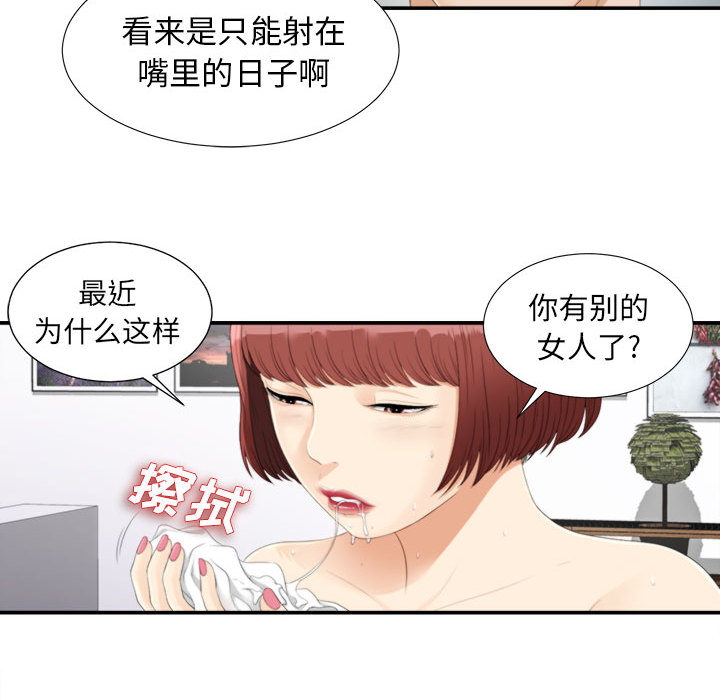 看来是只能射在
嘴里的日子啊
最近
为什么这样
你有别的
女人了?
擦拭